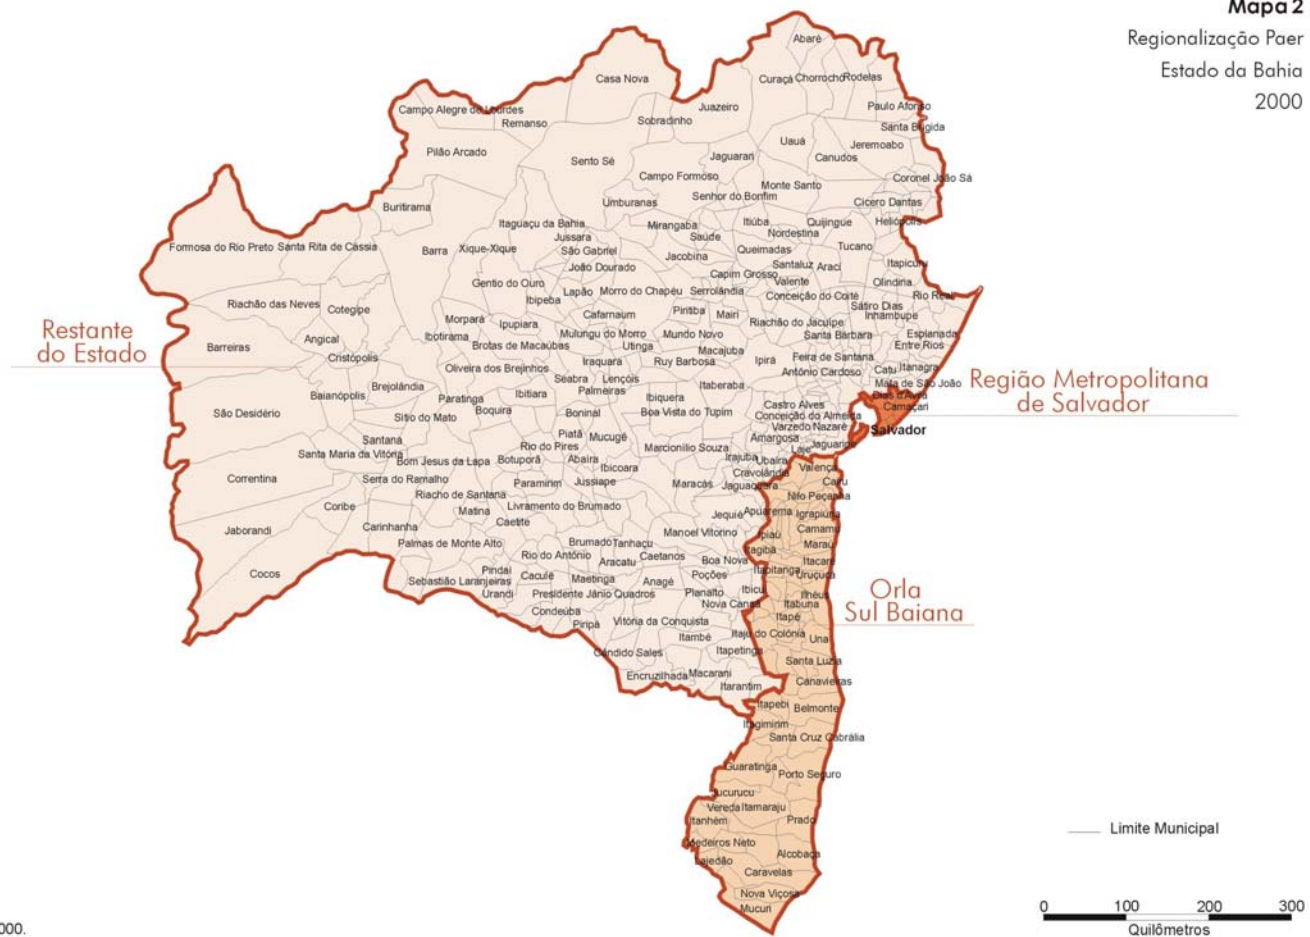 Mapa 2
Regionalização Paer
Estado da Bahia
2000
Abaré
Casa Nova
Curaçá
Chorrochó
Rodelas
Campo Alegre de Lourdes
Juazeiro
Paulo Afonso
Remanso
Sobradinho
Santa Brígida
Uauá
Jeremoabo
Pilão Arcado
Sento Sé
Jaguarari
Canudos
Campo Formoso
Coronel João Sá
Monte Santo
Senhor do Bonfim
Umburanas
Cícero Dantas
Buritirama
Itaguaçu da Bahia
Mirangaba
Itiúba
Quijingue
Heliópolis
Nordestina
Jussara
Saúde
Formosa do Rio Preto
Santa Rita de Cássia
Barra
Xique-Xique
São Gabriel
Queimadas
Tucano
Jacobina
João Dourado
Santaluz
Araci
Itapicuru
Capim Grosso
Gentio do Ouro
Valente
Olindina
Lapão
Morro do Chapéu
Serrolândia
Conceição do Coité
Rio Real
Ibipeba
Riachão das Neves
Cotegipe
Sátiro Dias
Cafarnaum
Piritiba
Mairi
Inhambupe
Morpará
Ipupiara
Riachão do Jacuípe
Restante
do Estado
Ibotirama
Mulungu do Morro
Mundo Novo
Santa Bárbara
Esplanada
Angical
Brotas de Macaúbas
Utinga
Entre Rios
Barreiras
Macajuba
Cristópolis
Iraquara
Ruy Barbosa
Ipirá
Feira de Santana
Oliveira dos Brejinhos
Antônio Cardoso
Catu
Itanagra
Seabra
Lençóis
Região Metropolitana
de Salvador
Brejolândia
Itaberaba
Mata de São João
Palmeiras
Baianópolis
Paratinga
Ibitiara
Ibiquera
Dias d'Avila
Castro Alves
Camaçari
São Desidério
Sítio do Mato
Boquira
Boninal
Boa Vista do Tupim
Conceição do Almeida
Varzedo
Nazaré
Salvador
Santana
Piatã
Mucugê
Amargosa
Jaguaripe
Rio do Pires
Marcionílio Souza
Laje
Santa Maria da Vitória
Bom Jesus da Lapa
Botuporã
Abaíra
Irajuba
Ubaíra
Ibicoara
Valença
Cravolândia
Correntina
Serra do Ramalho
Paramirim
Jussiape
Maracás
Jaguaquara
Cairu
Riacho de Santana
Nilo Peçanha
Coribe
Matina
Livramento do Brumado
Jequié
Apuarema
Igrapiúna
Caetité
Jaborandi
Carinhanha
Manoel Vitorino
Ipiaú
Camamu
Palmas de Monte Alto
Brumado
Tanhaçu
Itagibá
Maraú
Rio do Antônio
Aracatu
Caetanos
Boa Nova
Itacaré
Cocos
Pindaí
Itapitanga
Uruçuca
Sebastião Laranjeiras
Caculé
Maetinga
Anagé
Poções
Urandi
Presidente Jânio Quadros
Planalto
Ibicuí
Ilhéus
Orla
Sul Baiana
Nova Canaã
Itabuna
Condeúba
Itapé
Piripá
Vitória da Conquista
Itambé
Itaju do Colônia
Una
Cândido Sales
Itapetinga
Santa Luzia
Encruzilhada
Macarani
Canavieiras
Itarantim
Itapebi
Belmonte
Itagimirim
Santa Cruz Cabrália
Guaratinga
Porto Seguro
Jucurucu
Vereda
Itamaraju
Itanhém
Prado
Medeiros Neto
Limite Municipal
Alcobaça
Lajedão
Caravelas
Nova Viçosa
Mucuri
0 100 200 300
Quilômetros
000.